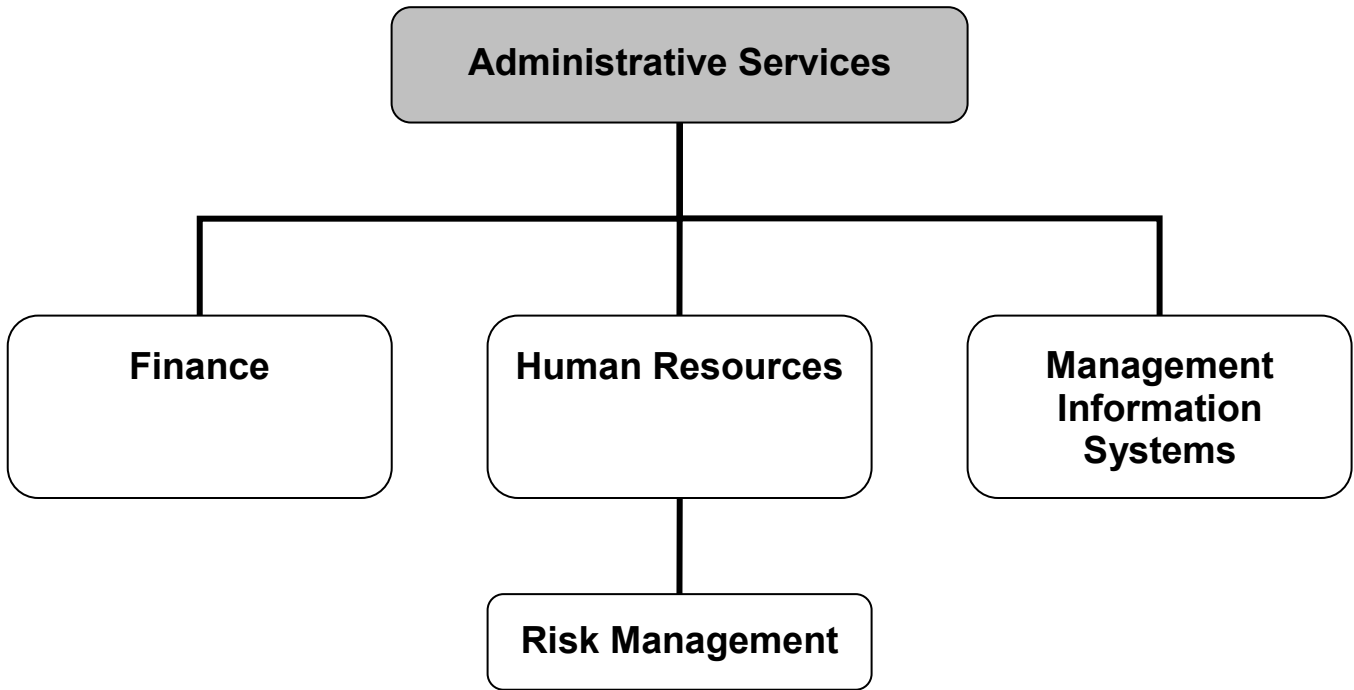 Administrative Services
Finance
Human Resources
Management
Information
Systems
Risk Management